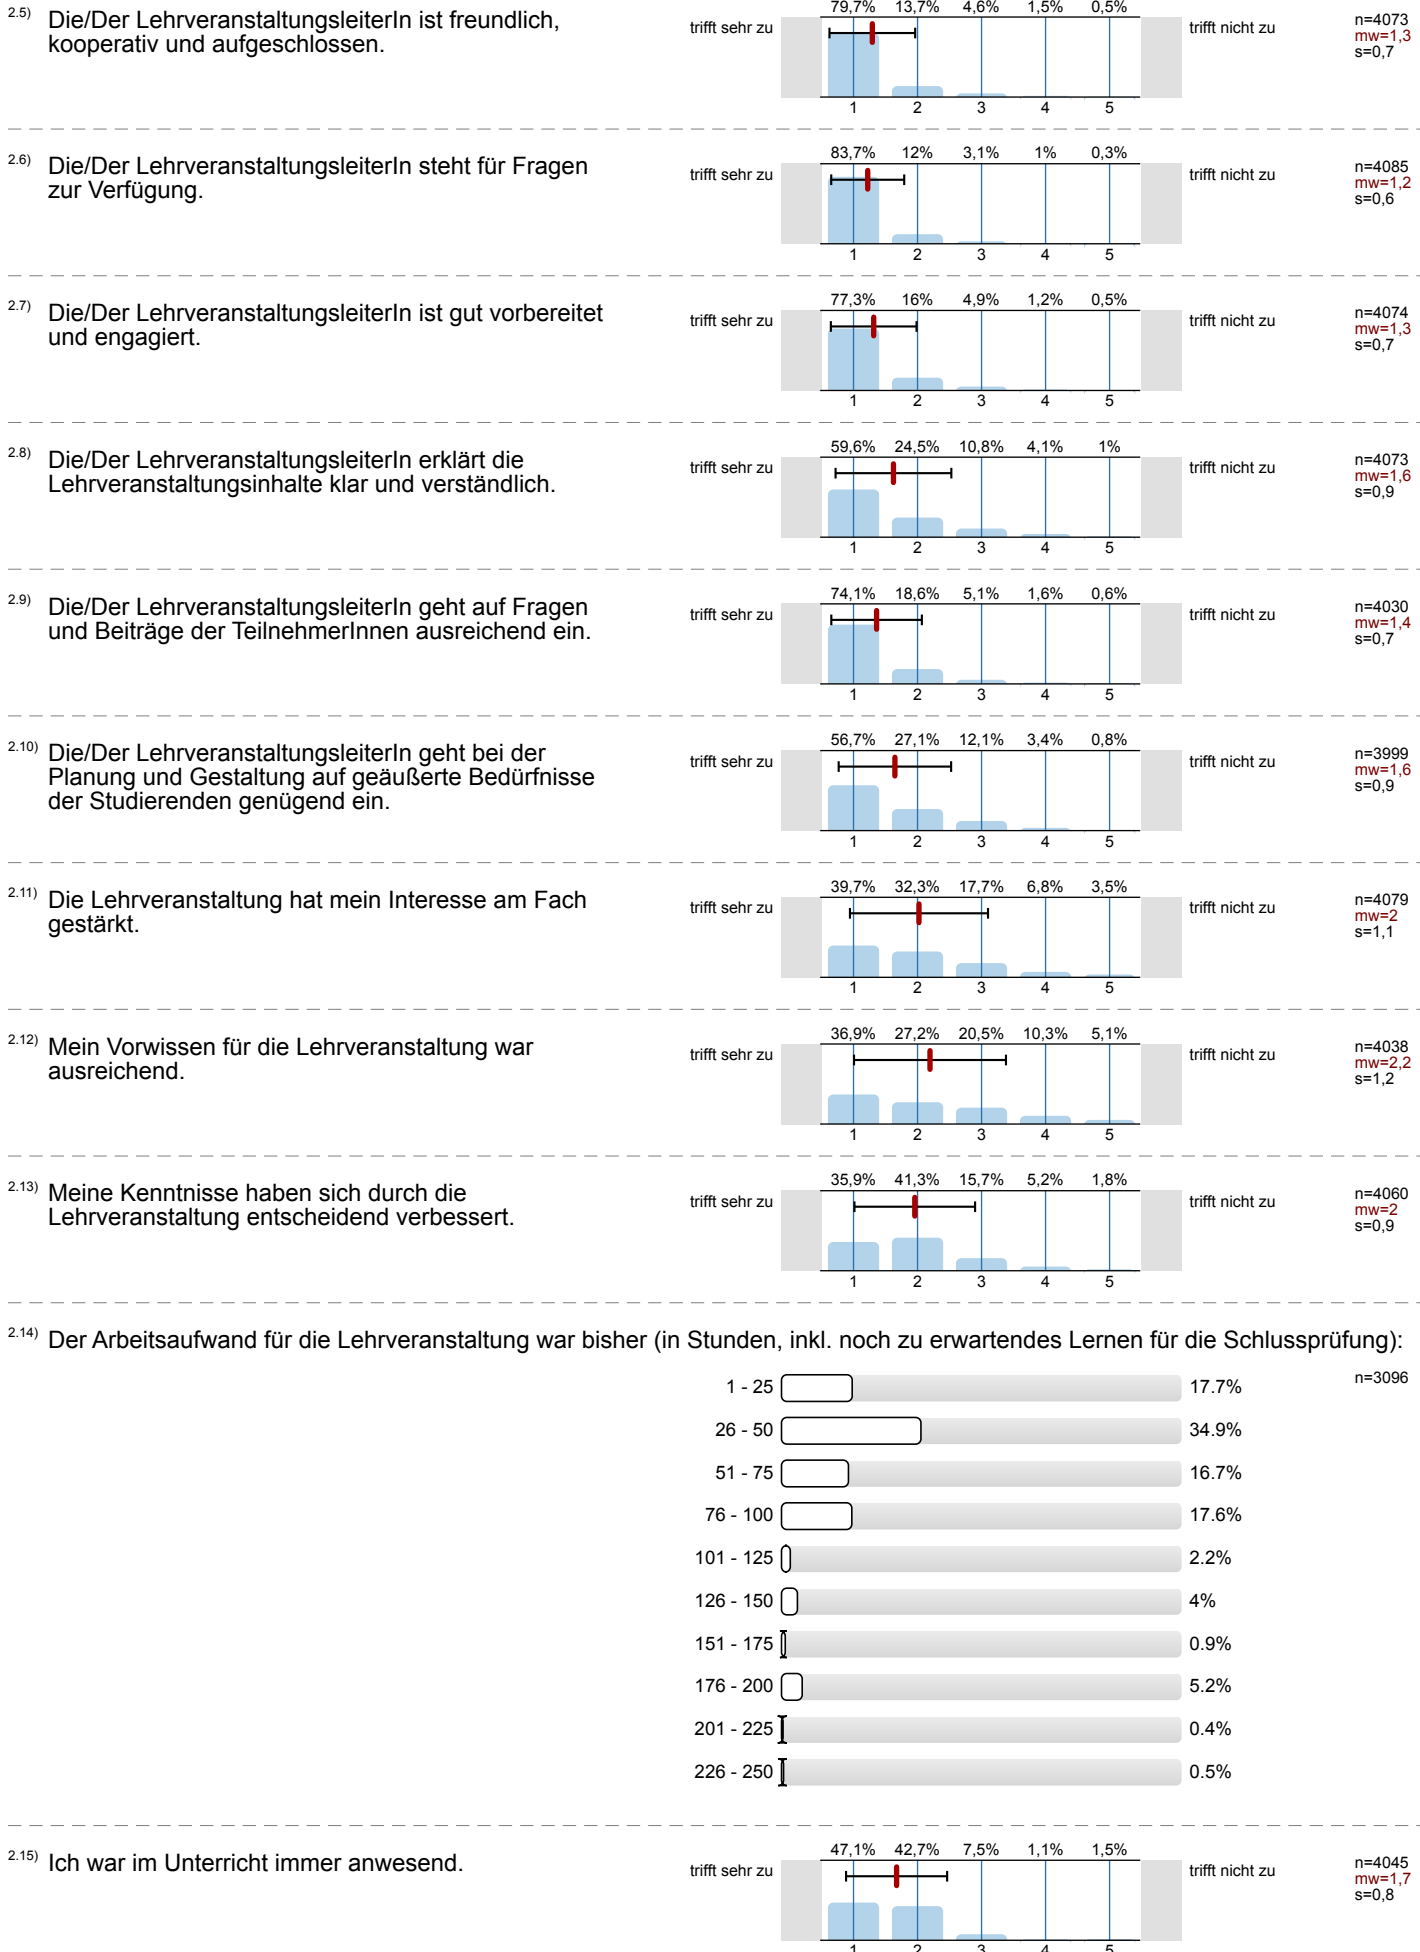 2.5) Die/Der LehrveranstaltungsleiterIn ist freundlich,
kooperativ und aufgeschlossen.
trifft sehr zu
79,7% 13,7% 4,6% 1,5% 0,5%
1 2 3 4 5
trifft nicht zu
n=4073
mw=1,3
s=0,7
2.6) Die/Der LehrveranstaltungsleiterIn steht für Fragen
zur Verfügung.
trifft sehr zu
83,7% 12% 3,1% 1% 0,3%
1 2 3 4 5
trifft nicht zu
n=4085
mw=1,2
s=0,6
2.7) Die/Der LehrveranstaltungsleiterIn ist gut vorbereitet
und engagiert.
trifft sehr zu
77,3% 16% 4,9% 1,2% 0,5%
1 2 3 4 5
trifft nicht zu
n=4074
mw=1,3
s=0,7
2.8) Die/Der LehrveranstaltungsleiterIn erklärt die
Lehrveranstaltungsinhalte klar und verständlich.
trifft sehr zu
59,6% 24,5% 10,8% 4,1% 1%
1 2 3 4 5
trifft nicht zu
n=4073
mw=1,6
s=0,9
2.9) Die/Der LehrveranstaltungsleiterIn geht auf Fragen
und Beiträge der TeilnehmerInnen ausreichend ein.
trifft sehr zu
74,1% 18,6% 5,1% 1,6% 0,6%
1 2 3 4 5
trifft nicht zu
n=4030
mw=1,4
s=0,7
2.10) Die/Der LehrveranstaltungsleiterIn geht bei der
Planung und Gestaltung auf geäußerte Bedürfnisse
der Studierenden genügend ein.
trifft sehr zu
56,7% 27,1% 12,1% 3,4% 0,8%
1 2 3 4 5
trifft nicht zu
n=3999
mw=1,6
s=0,9
2.11) Die Lehrveranstaltung hat mein Interesse am Fach
gestärkt.
trifft sehr zu
39,7% 32,3% 17,7% 6,8% 3,5%
1 2 3 4 5
trifft nicht zu
n=4079
mw=2
s=1,1
2.12) Mein Vorwissen für die Lehrveranstaltung war
ausreichend.
trifft sehr zu
36,9% 27,2% 20,5% 10,3% 5,1%
1 2 3 4 5
trifft nicht zu
n=4038
mw=2,2
s=1,2
2.13) Meine Kenntnisse haben sich durch die
Lehrveranstaltung entscheidend verbessert.
trifft sehr zu
35,9% 41,3% 15,7% 5,2% 1,8%
1 2 3 4 5
trifft nicht zu
n=4060
mw=2
s=0,9
2.14) Der Arbeitsaufwand für die Lehrveranstaltung war bisher (in Stunden, inkl. noch zu erwartendes Lernen für die Schlussprüfung):
n=3096
1 - 25 17.7%
26 - 50 34.9%
51 - 75 16.7%
76 - 100 17.6%
101 - 125 2.2%
126 - 150 4%
151 - 175 0.9%
176 - 200 5.2%
201 - 225 0.4%
226 - 250 0.5%
2.15) Ich war im Unterricht immer anwesend.
trifft sehr zu
47,1% 42,7% 7,5% 1,1% 1,5%
1 2 3 4 5
trifft nicht zu
n=4045
mw=1,7
s=0,8